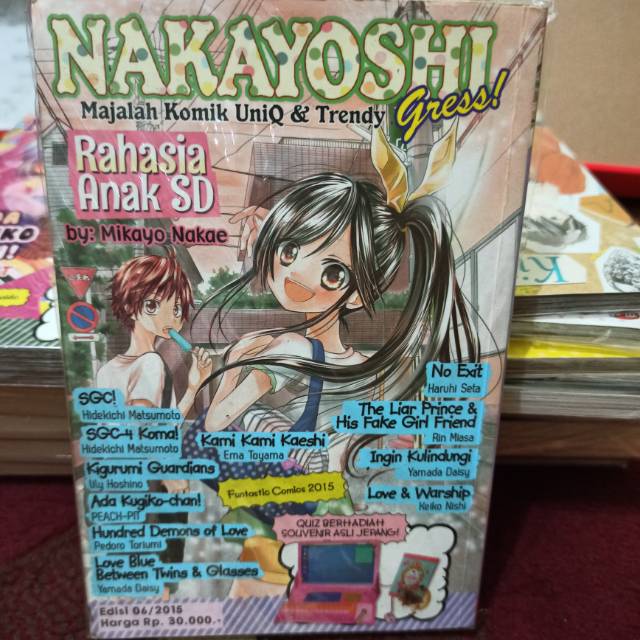 NAKAYOSHI
Majalah Komik UniQ & Trendy Gress!
Rahasia
Anak SD
by: Mikayo Nakae
止まれ
No Exit
Haruhi Seta
The Liar Prince &
His Fake Girl Friend
Rin Miasa
Ingin Kulindungi
Yamada Daisy
Love & Warship
Keiko Nishi
SGC!
Hidekichi Matsumoto
SGC-4 Koma!
Hidekichi Matsumoto
Kami Kami Kaeshi
Ema Toyama
Kigurumi Guardians
Lily Hoshino
Funtastic Comics 2015
Ada Kugiko-chan!
PEACH-PIT
Hundred Demons of Love
Pedoro Toriumi
Love Blue
Between Twins & Glasses
Yamada Daisy
QUIZ BERHADIAH
SOUVENIR ASLI JEPANG!
Edisi 06/2015
Harga Rp. 30.000.-